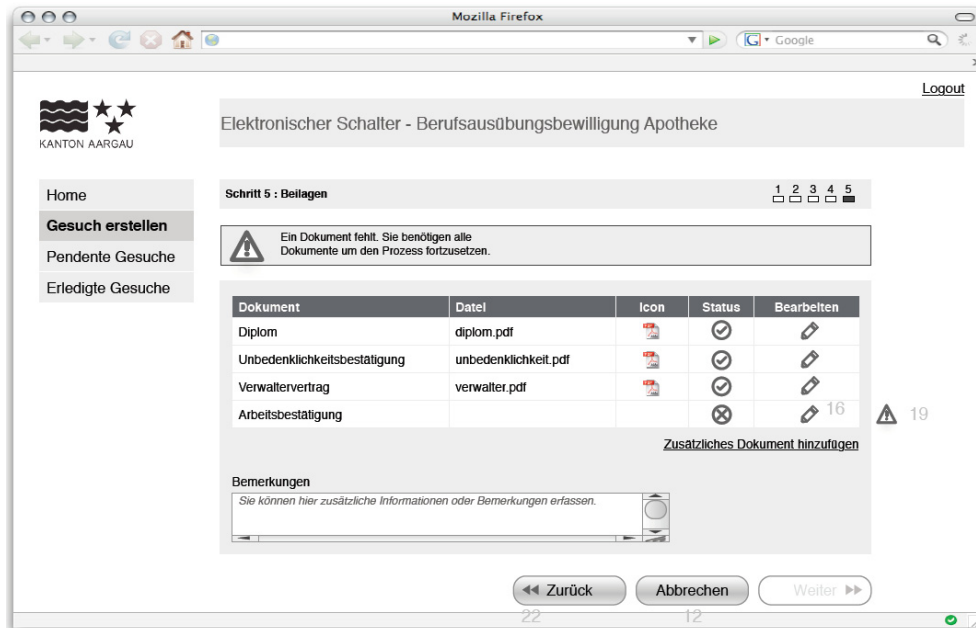 Mozilla Firefox
G Google
Logout
KANTON AARGAU
Elektronischer Schalter - Berufsausübungsbewilligung Apotheke
Home
Gesuch erstellen
Pendente Gesuche
Erledigte Gesuche
Schritt 5 : Beilagen
1 2 3 4 5
Ein Dokument fehlt. Sie benötigen alle
Dokumente um den Prozess fortzusetzen.
Dokument Datei Icon Status Bearbeiten
Diplom diplom.pdf
Unbedenklichkeitsbestätigung unbedenklichkeit.pdf
Verwaltervertrag verwalter.pdf
Arbeitsbestätigung 16 19
Zusätzliches Dokument hinzufügen
Bemerkungen
Sie können hier zusätzliche Informationen oder Bemerkungen erfassen.
Zurück Abbrechen Weiter
22 12